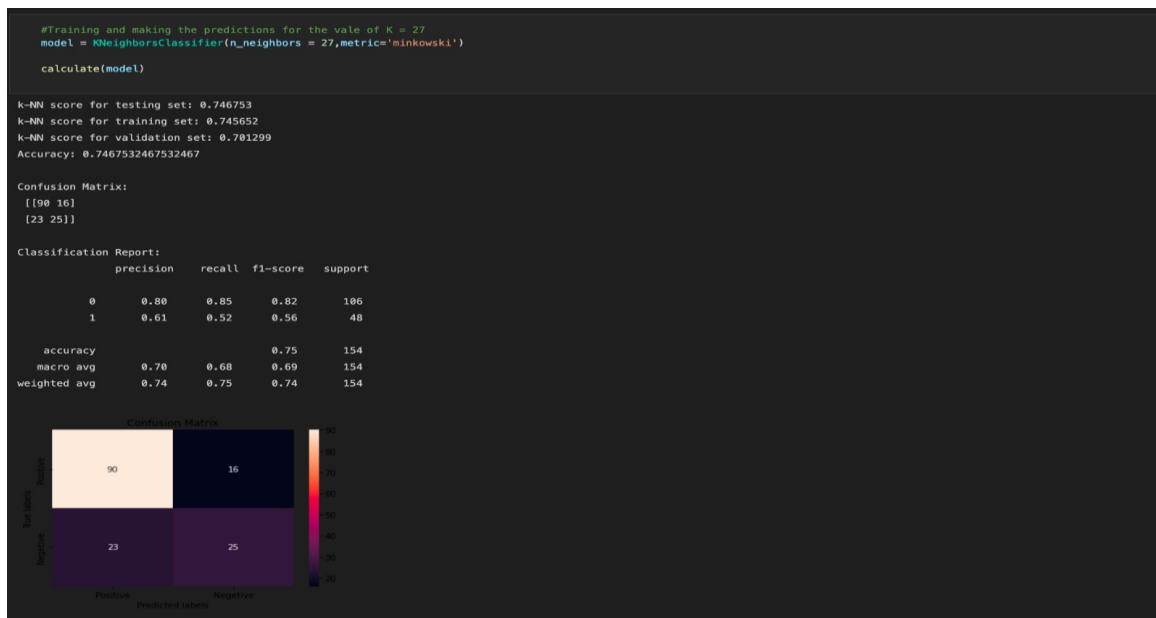 #Training and making the predictions for the vale of K = 27
model = KNeighborsClassifier(n_neighbors = 27,metric='minkowski')
calculate(model)
k-NN score for testing set: 0.746753
k-NN score for training set: 0.745652
k-NN score for validation set: 0.701299
Accuracy: 0.7467532467532467
Confusion Matrix:
[[90 16]
[23 25]]
Classification Report:
precision recall f1-score support
0 0.80 0.85 0.82 106
1 0.61 0.52 0.56 48
accuracy 0.75 154
macro avg 0.70 0.68 0.69 154
weighted avg 0.74 0.75 0.74 154
Confusion Matrix
90 16
23 25
True labels
Positive
Negative
Positive Negetive
Predicted labels
90
80
70
60
50
40
30
20